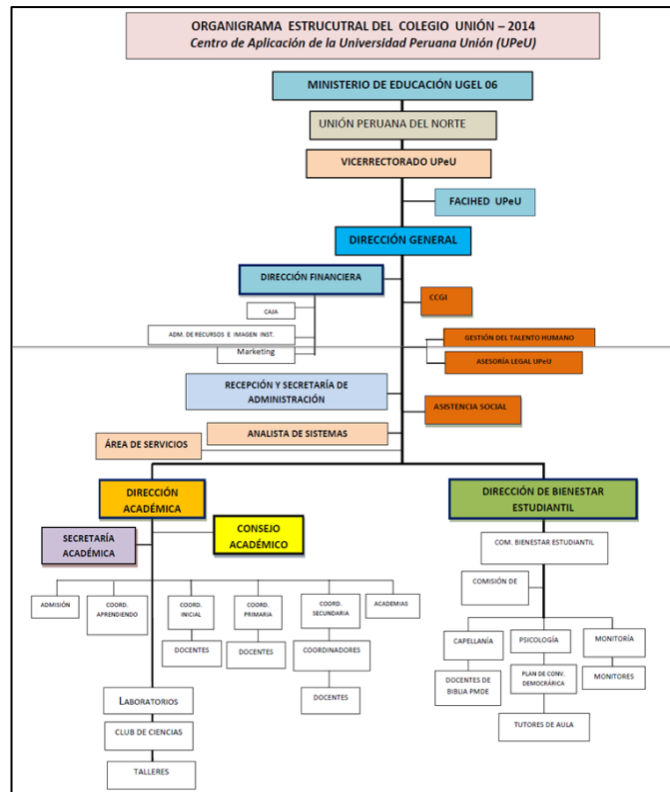 ORGANIGRAMA ESTRUCUTRAL DEL COLEGIO UNIÓN – 2014
Centro de Aplicación de la Universidad Peruana Unión (UPeU)
MINISTERIO DE EDUCACIÓN UGEL 06
UNIÓN PERUANA DEL NORTE
VICERRECTORADO UPeU
FACIHED UPeU
DIRECCIÓN GENERAL
DIRECCIÓN FINANCIERA
CCGI
CAJA
ADM. DE RECURSOS E IMAGEN INST.
GESTIÓN DEL TALENTO HUMANO
Marketing
ASESORÍA LEGAL UPeU
RECEPCIÓN Y SECRETARÍA DE
ADMINISTRACIÓN
ASISTENCIA SOCIAL
ANALISTA DE SISTEMAS
ÁREA DE SERVICIOS
DIRECCIÓN
ACADÉMICA
DIRECCIÓN DE BIENESTAR
ESTUDIANTIL
CONSEJO
ACADÉMICO
SECRETARÍA
ACADÉMICA
COM. BIENESTAR ESTUDIANTIL
COMISIÓN DE
ADMISIÓN
COORD.
APRENDIENDO
COORD.
INICIAL
COORD.
PRIMARIA
COORD.
SECUNDARIA
ACADEMIAS
CAPELLANÍA
PSICOLOGÍA
MONITORÍA
DOCENTES
DOCENTES
COORDINADORES
DOCENTES DE
BIBLIA PMDE
PLAN DE CONV.
DEMOCRÁRICA
MONITORES
DOCENTES
TUTORES DE AULA
LABORATORIOS
CLUB DE CIENCIAS
TALLERES